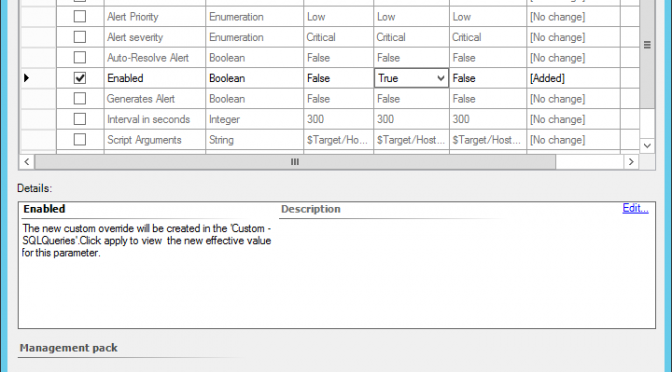 Alert Priority Enumeration Low Low Low [No change]
Alert severity Enumeration Critical Critical Critical [No change]
Auto-Resolve Alert Boolean False False False [No change]
Enabled Boolean False True False [Added]
Generates Alert Boolean False False False [No change]
Interval in seconds Integer 300 300 300 [No change]
Script Arguments String $Target/Ho... $Target/Host... $Target/Host... [No change]
Details:
Enabled Description Edit...
The new custom override will be created in the 'Custom -
SQLQueries'.Click apply to view the new effective value
for this parameter.
Management pack